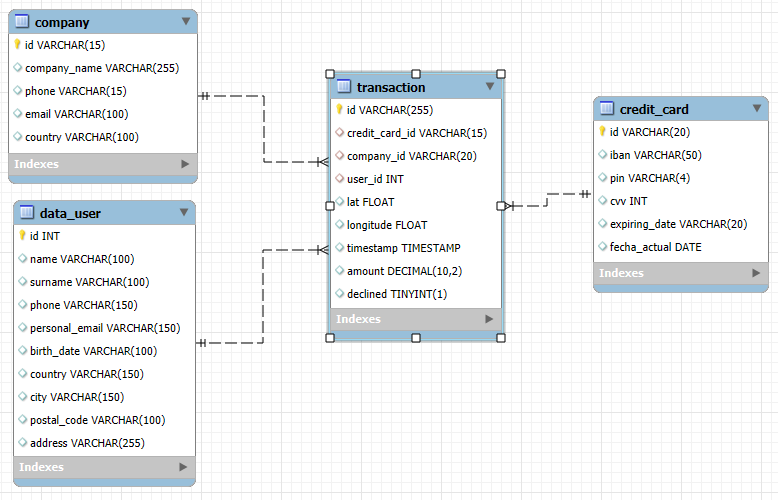 company
id VARCHAR(15)
company_name VARCHAR(255)
phone VARCHAR(15)
email VARCHAR(100)
country VARCHAR(100)
Indexes
data_user
id INT
name VARCHAR(100)
surname VARCHAR(100)
phone VARCHAR(150)
personal_email VARCHAR(150)
birth_date VARCHAR(100)
country VARCHAR(150)
city VARCHAR(150)
postal_code VARCHAR(100)
address VARCHAR(255)
Indexes
transaction
id VARCHAR(255)
credit_card_id VARCHAR(15)
company_id VARCHAR(20)
user_id INT
lat FLOAT
longitude FLOAT
timestamp TIMESTAMP
amount DECIMAL(10,2)
declined TINYINT(1)
Indexes
credit_card
id VARCHAR(20)
iban VARCHAR(50)
pin VARCHAR(4)
cvv INT
expiring_date VARCHAR(20)
fecha_actual DATE
Indexes